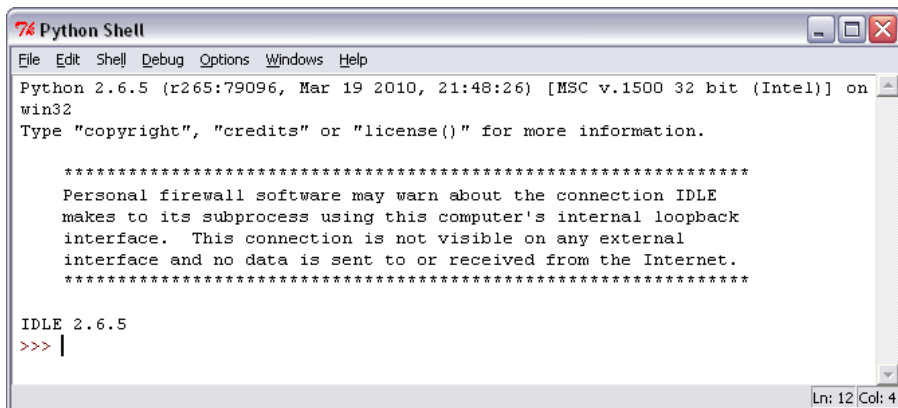 Python Shell
File Edit Shell Debug Options Windows Help
Python 2.6.5 (r265:79096, Mar 19 2010, 21:48:26) [MSC v.1500 32 bit (Intel)] on
win32
Type "copyright", "credits" or "license()" for more information.
****************************************************************
Personal firewall software may warn about the connection IDLE
makes to its subprocess using this computer's internal loopback
interface.  This connection is not visible on any external
interface and no data is sent to or received from the Internet.
****************************************************************
IDLE 2.6.5
>>>
Ln: 12 Col: 4